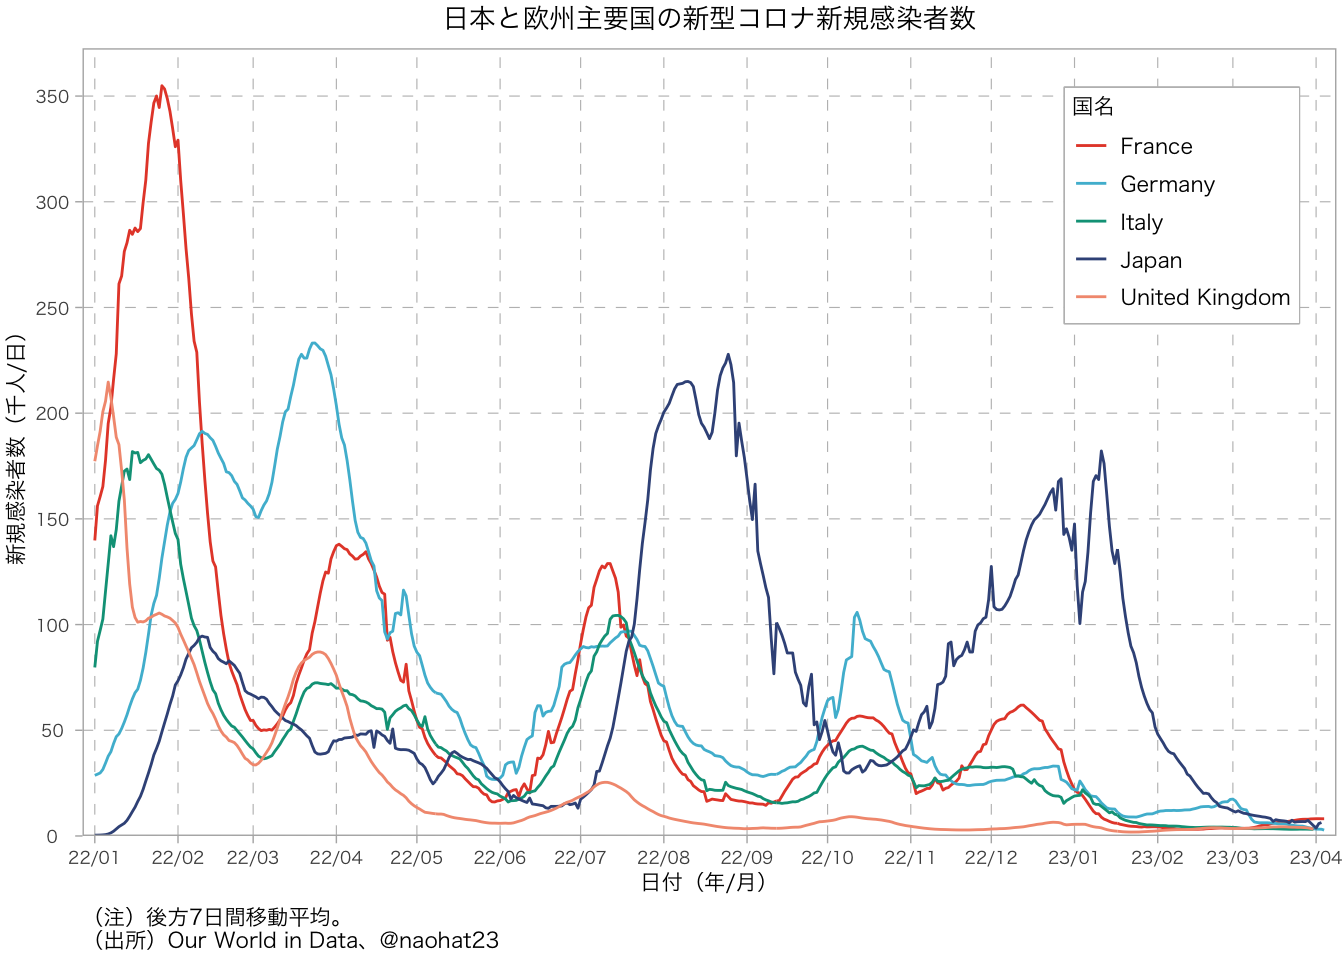 日本と欧州主要国の新型コロナ新規感染者数
新規感染者数（千人/日）
350
300
250
200
150
100
50
0
国名
France
Germany
Italy
Japan
United Kingdom
22/01 22/02 22/03 22/04 22/05 22/06 22/07 22/08 22/09 22/10 22/11 22/12 23/01 23/02 23/03 23/04
日付（年/月）
（注）後方7日間移動平均。
（出所）Our World in Data、@naohat23